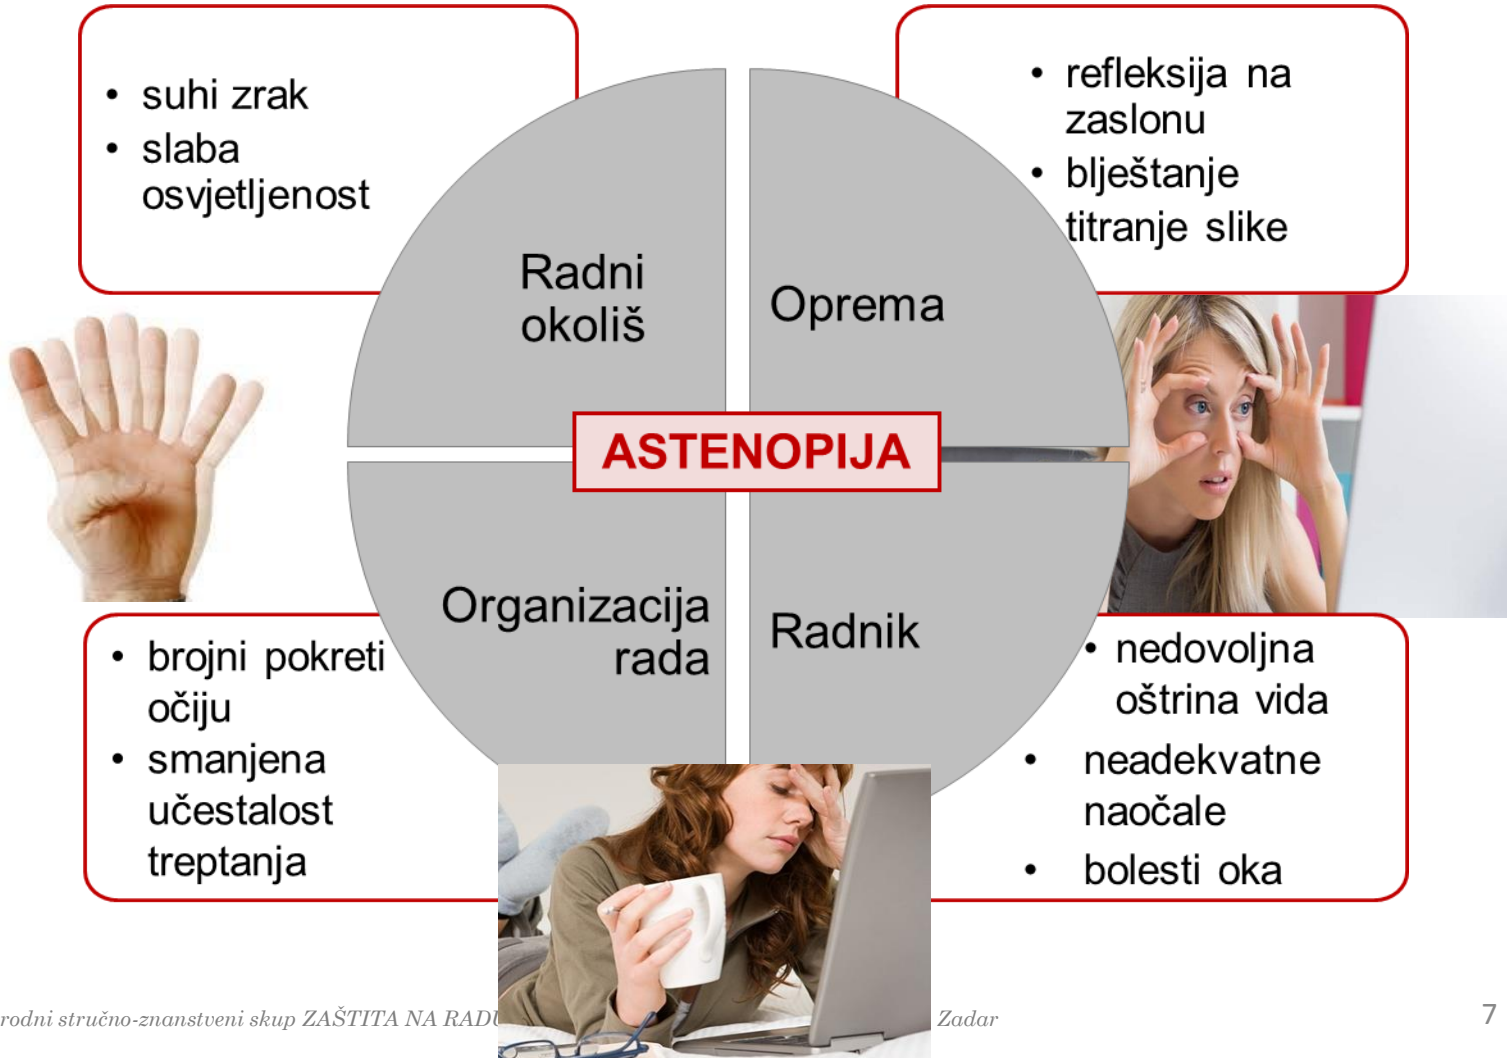 • suhi zrak
• slaba
osvjetljenost
• refleksija na
zaslonu
• blještanje
titranje slike
Radni
okoliš
Oprema
ASTENOPIJA
Organizacija
rada
Radnik
• brojni pokreti
očiju
• smanjena
učestalost
treptanja
• nedovoljna
oštrina vida
• neadekvatne
naočale
• bolesti oka
rodni stručno-znanstveni skup ZAŠTITA NA RADU
Zadar
7